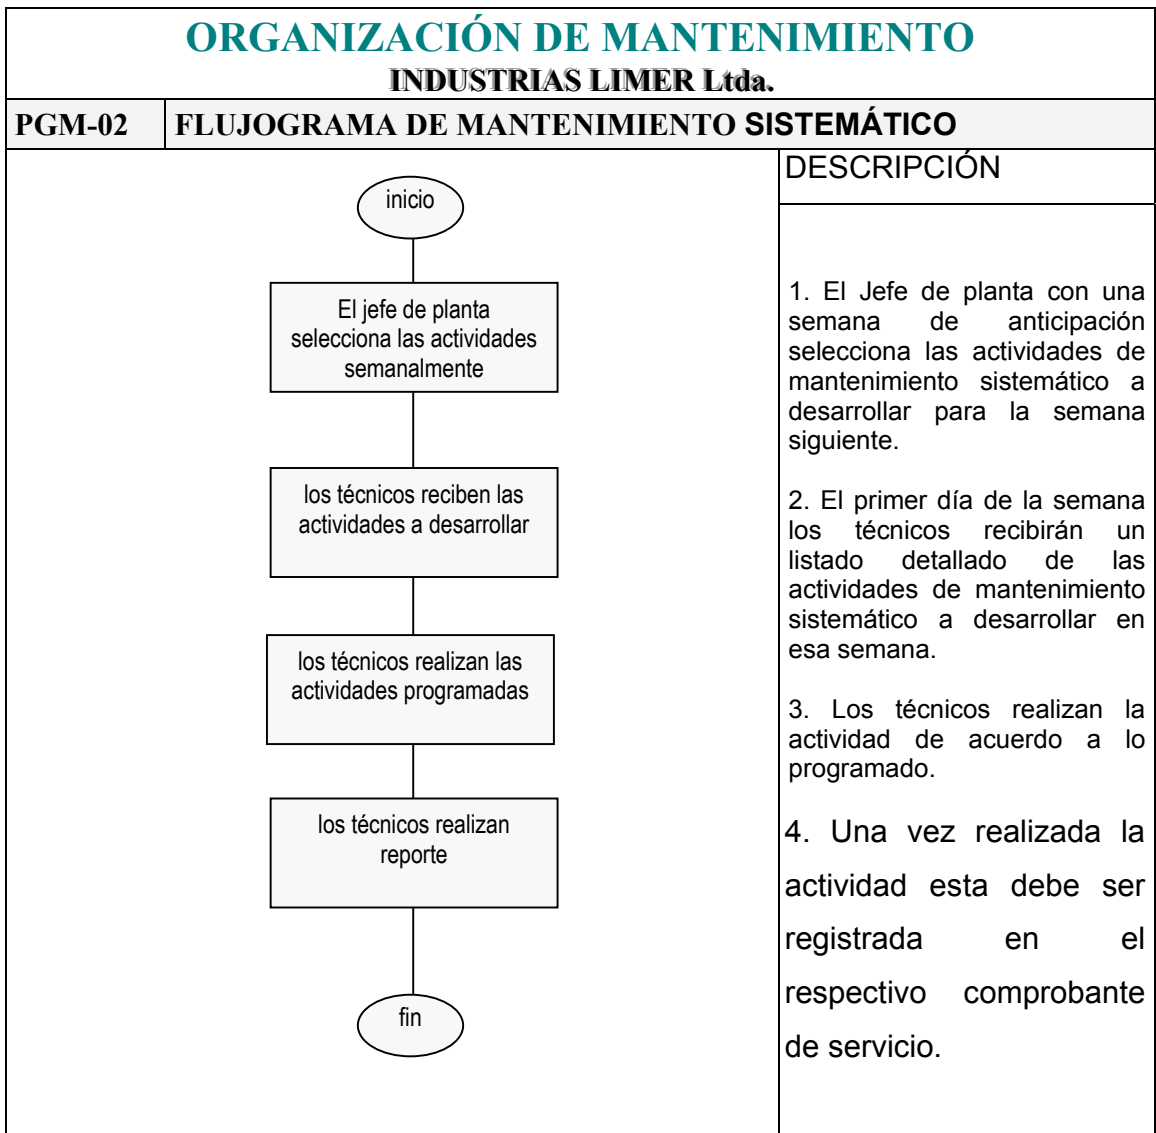 ORGANIZACIÓN DE MANTENIMIENTO
INDUSTRIAS LIMER Ltda.
PGM-02 FLUJOGRAMA DE MANTENIMIENTO SISTEMÁTICO
inicio
El jefe de planta
selecciona las actividades
semanalmente
los técnicos reciben las
actividades a desarrollar
los técnicos realizan las
actividades programadas
los técnicos realizan
reporte
fin
DESCRIPCIÓN
1. El Jefe de planta con una
semana de anticipación
selecciona las actividades de
mantenimiento sistemático a
desarrollar para la semana
siguiente.
2. El primer día de la semana
los técnicos recibirán un
listado detallado de las
actividades de mantenimiento
sistemático a desarrollar en
esa semana.
3. Los técnicos realizan la
actividad de acuerdo a lo
programado.
4. Una vez realizada la
actividad esta debe ser
registrada en el
respectivo comprobante
de servicio.